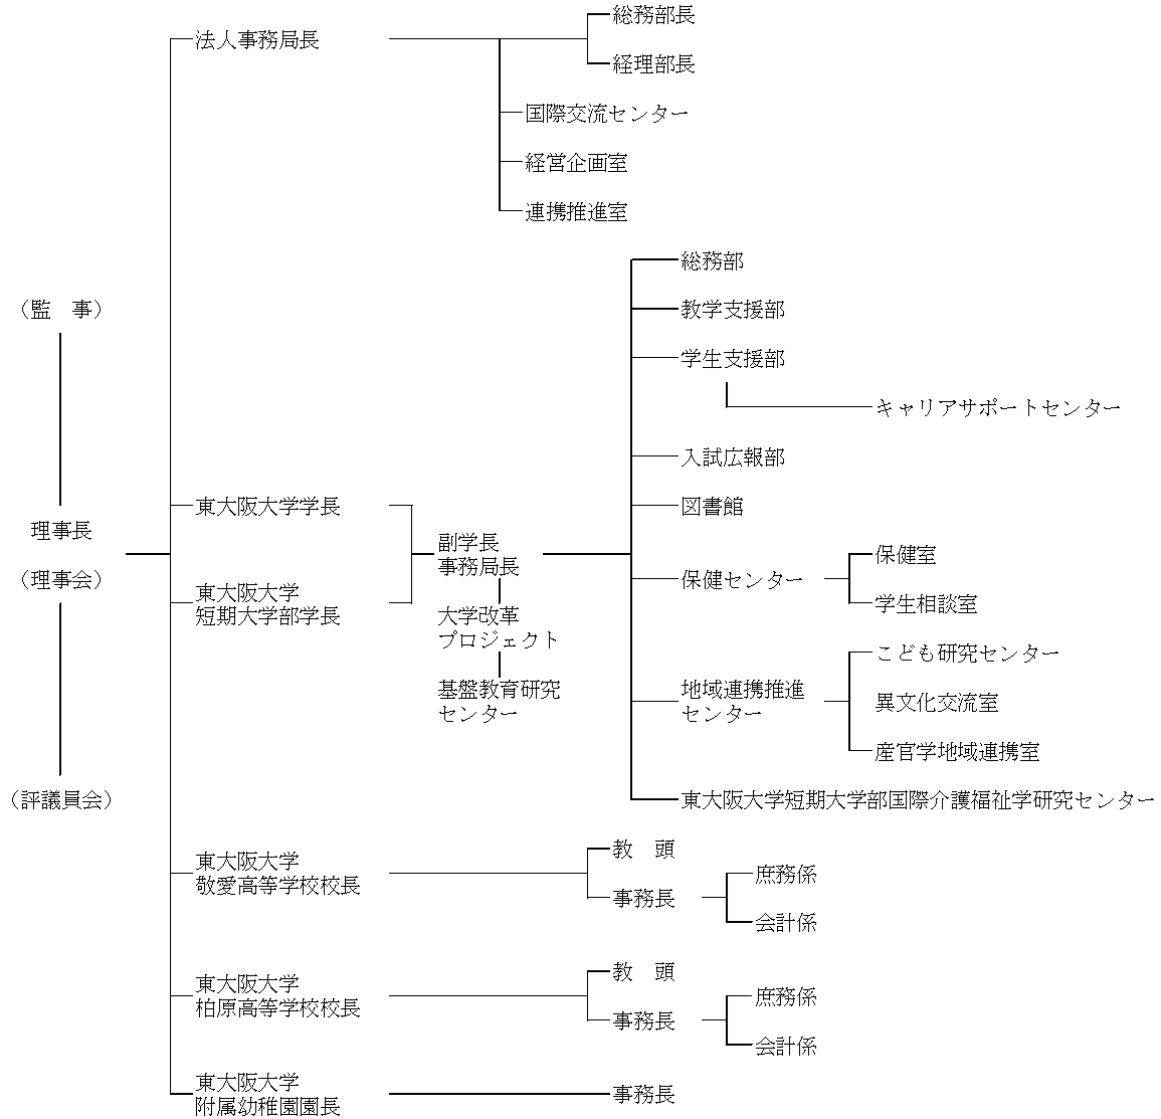 総務部長
法人事務局長
経理部長
国際交流センター
経営企画室
連携推進室
総務部
(監　事)
教学支援部
学生支援部
キャリアサポートセンター
入試広報部
東大阪大学学長
図書館
理事長
副学長
事務局長
保健室
(理事会)
保健センター
東大阪大学
短期大学部学長
学生相談室
大学改革
プロジェクト
こども研究センター
基盤教育研究
センター
地域連携推進
センター
異文化交流室
産官学地域連携室
(評議員会)
東大阪大学短期大学部国際介護福祉学研究センター
教　頭
東大阪大学
敬愛高等学校校長
庶務係
事務長
会計係
教　頭
東大阪大学
柏原高等学校校長
庶務係
事務長
会計係
東大阪大学
附属幼稚園園長
事務長